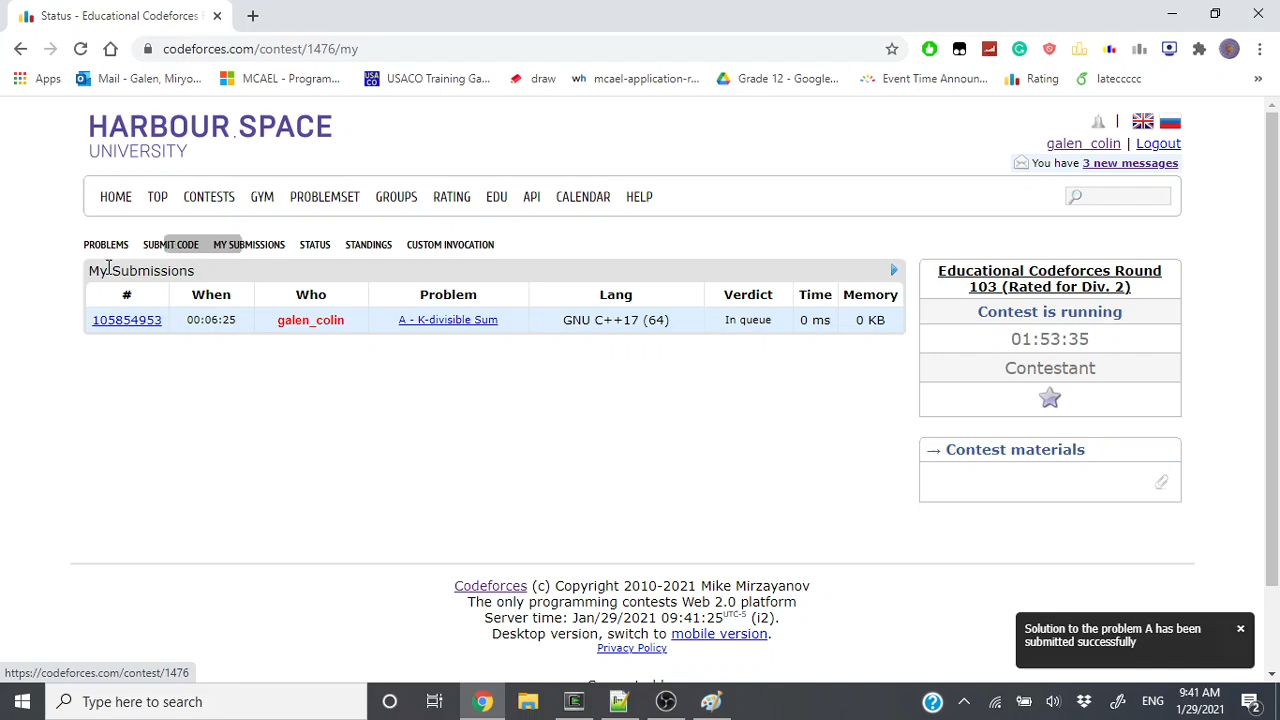 Status - Educational Codeforces R
codeforces.com/contest/1476/my
Apps
Mail - Galen, Miryo...
MCAEL - Program...
USACO Training Ga...
draw
mcael-application-r...
Grade 12 - Google...
Event Time Announ...
Rating
lateccccc
HARBOUR.SPACE
UNIVERSITY
galen_colin | Logout
You have 3 new messages
HOME TOP CONTESTS GYM PROBLEMSET GROUPS RATING EDU API CALENDAR HELP
PROBLEMS SUBMIT CODE MY SUBMISSIONS STATUS STANDINGS CUSTOM INVOCATION
My Submissions
# When Who Problem Lang Verdict Time Memory
105854953 00:06:25 galen_colin A - K-divisible Sum GNU C++17 (64) In queue 0 ms 0 KB
Educational Codeforces Round
103 (Rated for Div. 2)
Contest is running
01:53:35
Contestant
→ Contest materials
Codeforces (c) Copyright 2010-2021 Mike Mirzayanov
The only programming contests Web 2.0 platform
Server time: Jan/29/2021 09:41:25 UTC-5 (i2).
Desktop version, switch to mobile version.
Privacy Policy
Solution to the problem A has been
submitted successfully
https://codeforces.com/contest/1476
Type here to search
ENG
9:41 AM
1/29/2021
2